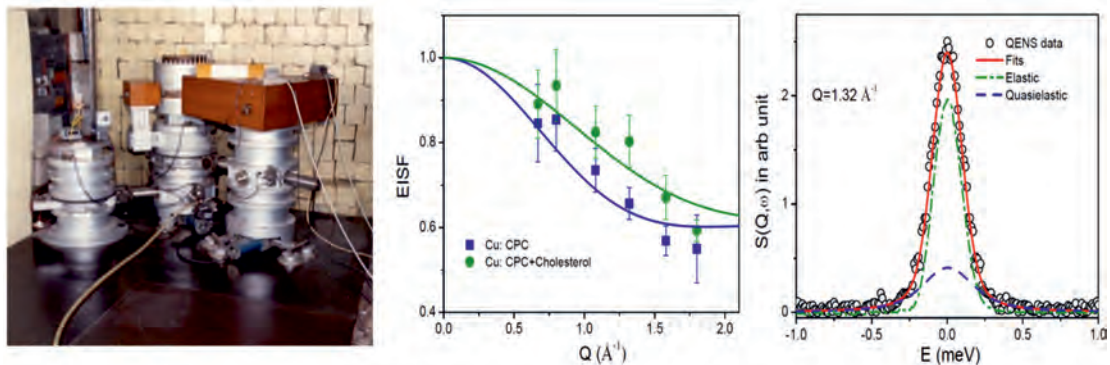 1.0
0.8
0.6
0.4
EISF
0.0
0.5
1.0
1.5
2.0
Q (Å⁻¹)
Cu: CPC
Cu: CPC+Cholesterol
2
1
0
S(Q,ω) in arb unit
Q=1.32 Å⁻¹
QENS data
Fits
Elastic
Quasielastic
-1.0
-0.5
0.0
0.5
1.0
E (meV)